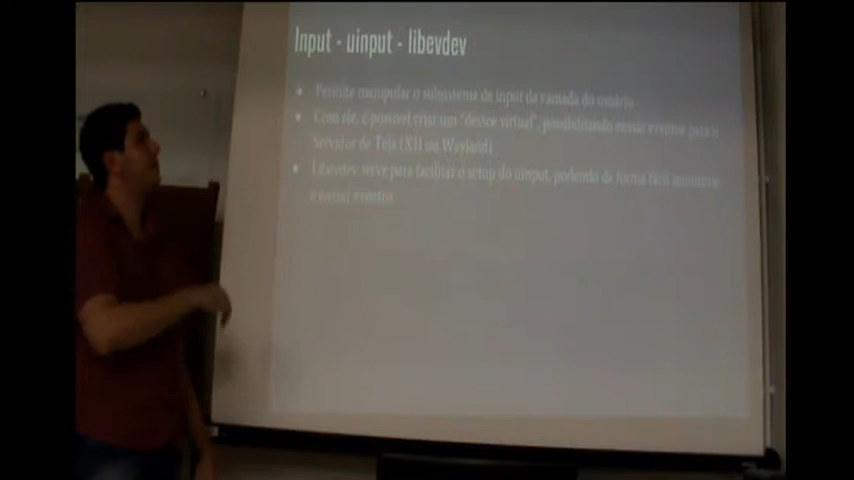 Input - uinput - libevdev
Permite manipular o subsistema de input da camada do usuário
Com ele, é possível criar um "device virtual", possibilitando enviar eventos para o
Servidor de Tela (X11 ou Wayland)
Libevdev serve para facilitar o setup do uinput, podendo de forma fácil
e enviar eventos